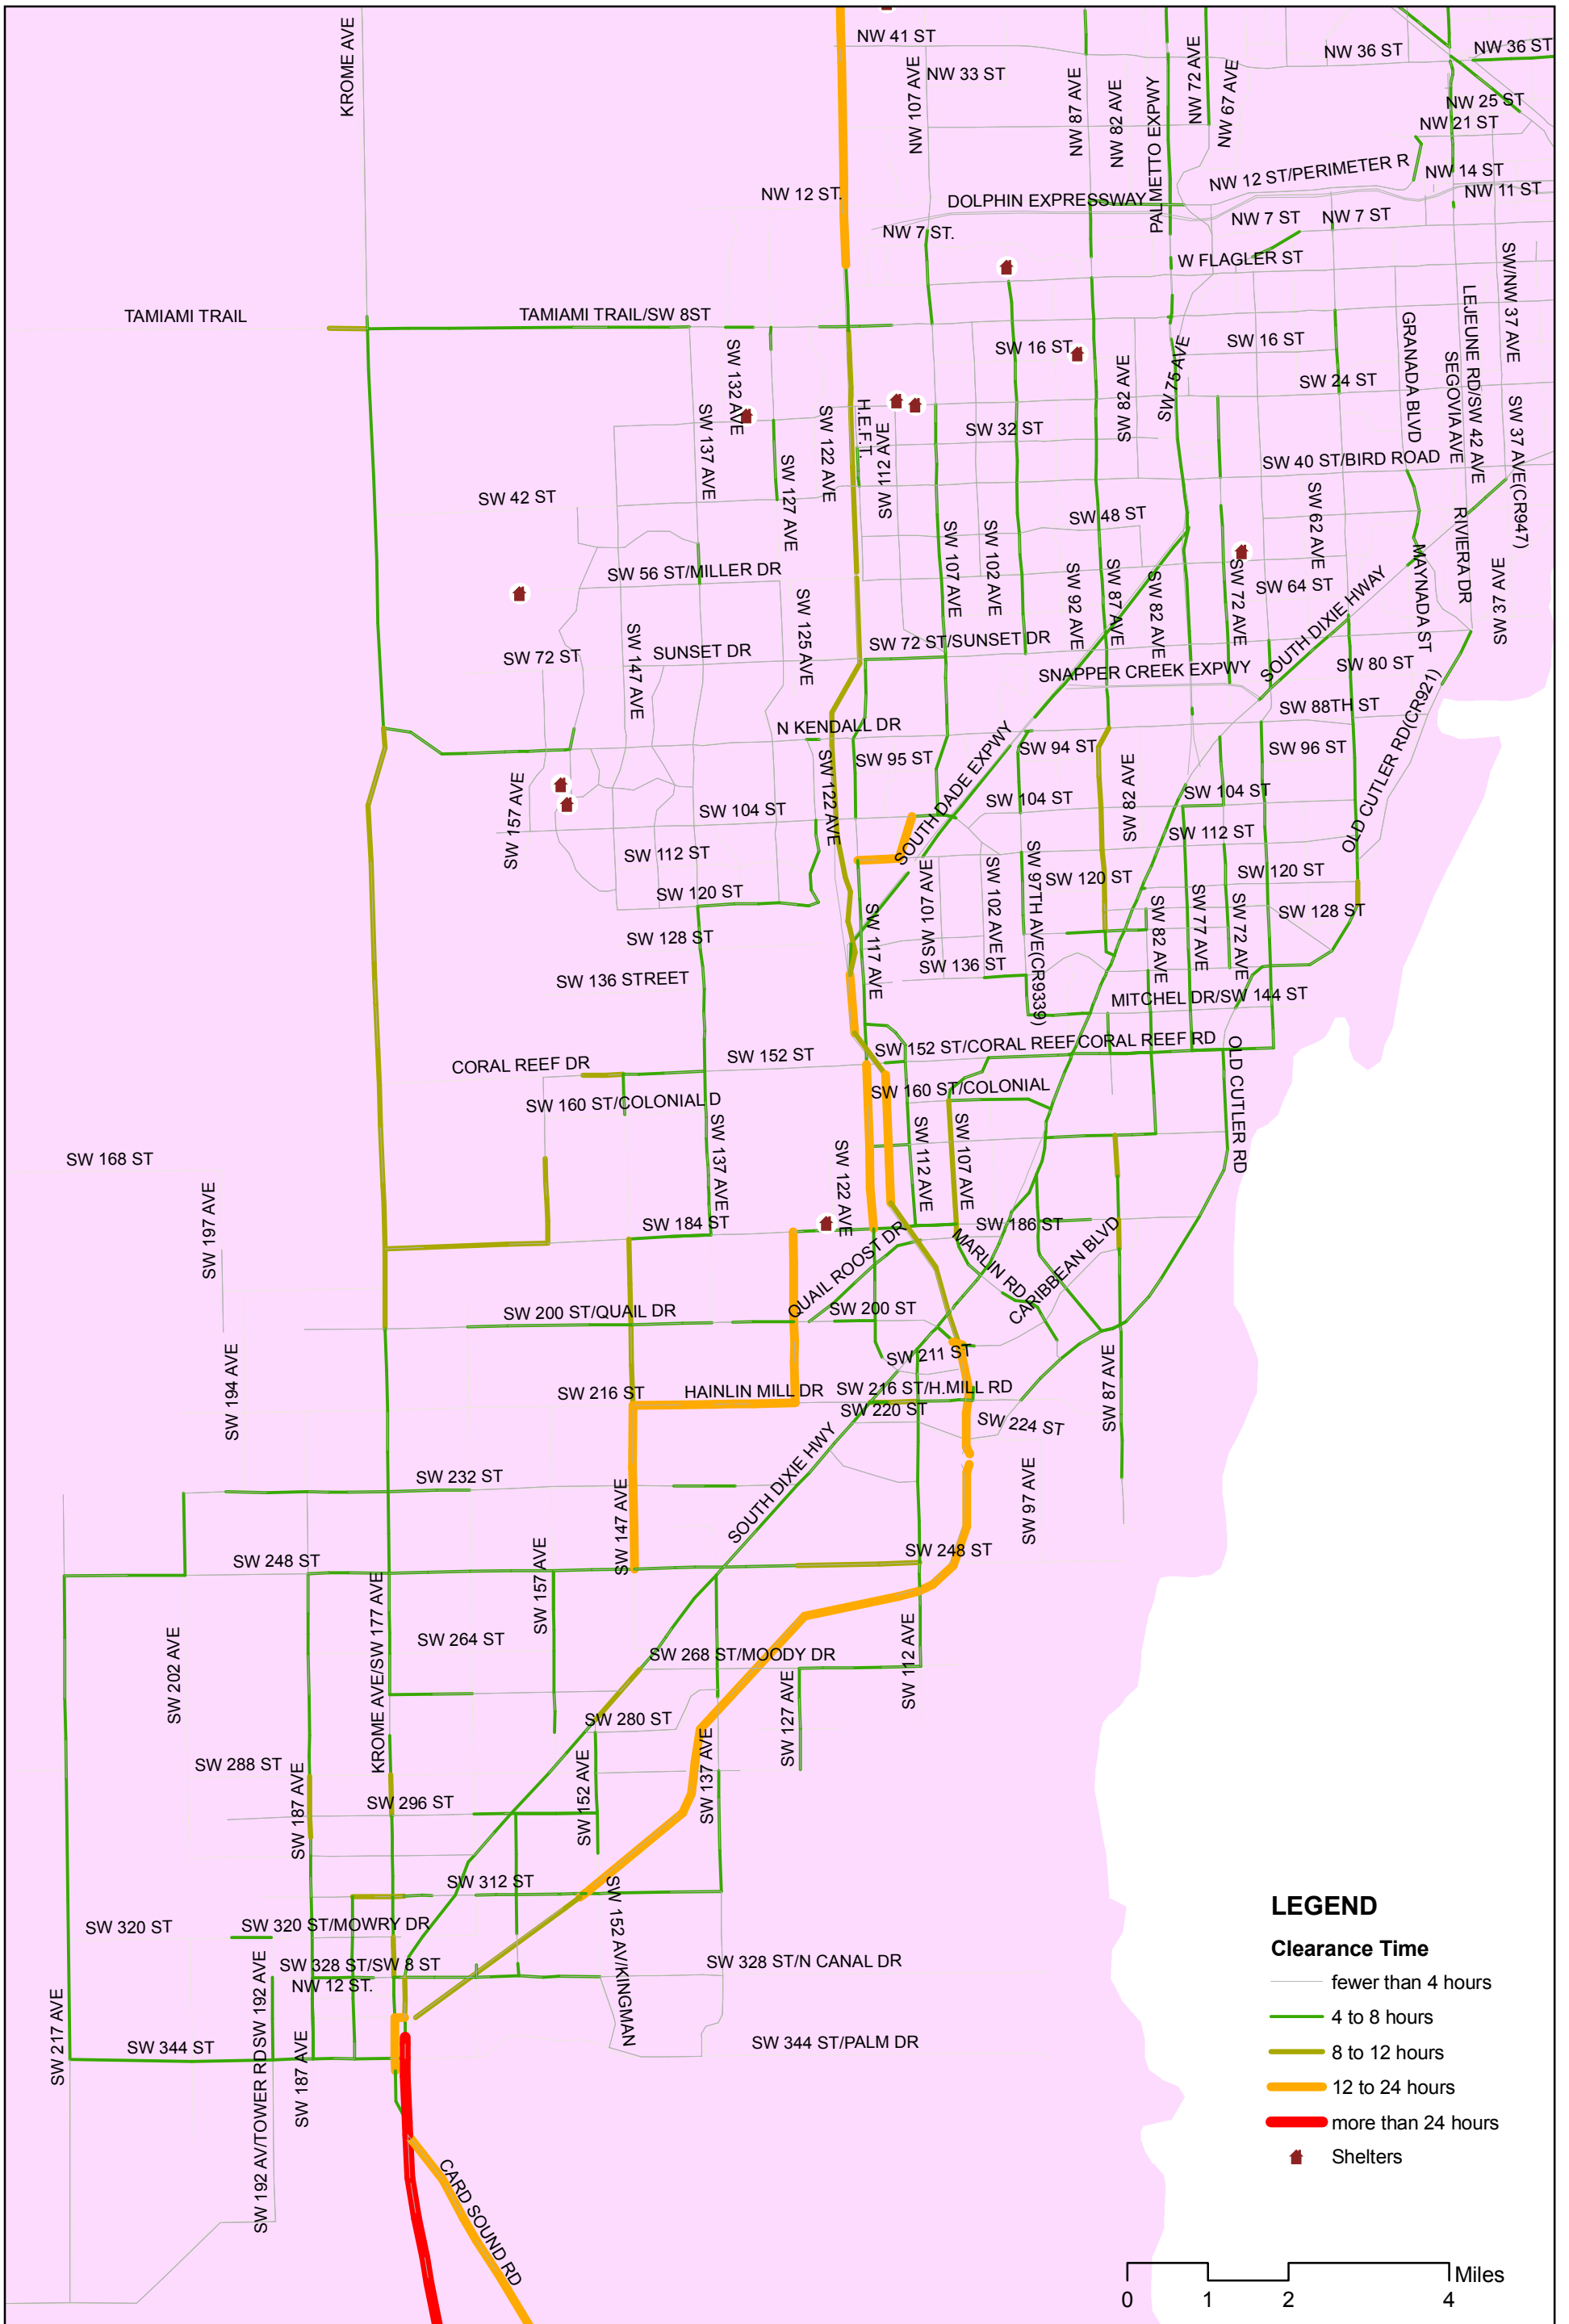 KROME AVE
NW 41 ST
NW 33 ST
NW 107 AVE
NW 87 AVE
NW 82 AVE
PALMETTO EXPWY
NW 72 AVE
NW 67 AVE
NW 36 ST
NW 36 ST
NW 25 ST
NW 21 ST
NW 12 ST/PERIMETER R
NW 14 ST
NW 11 ST
NW 12 ST.
DOLPHIN EXPRESSWAY
NW 7 ST.
NW 7 ST
NW 7 ST
W FLAGLER ST
SW/NW 37 AVE
LEJEUNE RD/SW 42 AVE
TAMIAMI TRAIL
TAMIAMI TRAIL/SW 8ST
SW 132 AVE
SW 16 ST
SW 16 ST
SW 75 AVE
SW 82 AVE
GRANADA BLVD
SEGOVIA AVE
SW 24 ST
SW 137 AVE
SW 122 AVE
H.E.F.T.
SW 112 AVE
SW 32 ST
SW 37 AVE(CR947)
SW 40 ST/BIRD ROAD
SW 127 AVE
SW 42 ST
SW 48 ST
SW 62 AVE
RIVIERA DR
SW 107 AVE
SW 102 AVE
SW 92 AVE
SW 87 AVE
SW 82 AVE
SW 72 AVE
MAYNADA ST
SW 37 AVE
SW 56 ST/MILLER DR
SW 64 ST
SW 125 AVE
SW 147 AVE
SW 72 ST
SUNSET DR
SW 72 ST/SUNSET DR
SOUTH DIXIE HWAY
SW 80 ST
SNAPPER CREEK EXPWY
OLD CUTLER RD(CR921)
SW 88TH ST
N KENDALL DR
SW 95 ST
SW 94 ST
SW 96 ST
SW 122 AVE
SOUTH DADE EXPWY
SW 82 AVE
SW 157 AVE
SW 104 ST
SW 104 ST
SW 104 ST
SW 112 ST
SW 112 ST
SW 120 ST
SW 120 ST
SW 120 ST
SW 117 AVE
SW 107 AVE
SW 102 AVE
SW 97TH AVE(CR9339)
SW 82 AVE
SW 77 AVE
SW 72 AVE
SW 128 ST
SW 128 ST
SW 136 STREET
SW 136 ST
MITCHEL DR/SW 144 ST
CORAL REEF DR
SW 152 ST
SW 152 ST/CORAL REEF
CORAL REEF RD
OLD CUTLER RD
SW 160 ST/COLONIAL D
SW 160 ST/COLONIAL
SW 137 AVE
SW 122 AVE
SW 112 AVE
SW 107 AVE
SW 168 ST
SW 197 AVE
SW 184 ST
SW 186 ST
QUAIL ROOST DR
MARLIN RD
CARIBBEAN BLVD
SW 200 ST/QUAIL DR
SW 200 ST
SW 194 AVE
SW 211 ST
SW 87 AVE
SW 216 ST
HAINLIN MILL DR
SW 216 ST/H.MILL RD
SW 220 ST
SW 224 ST
SW 232 ST
SOUTH DIXIE HWY
SW 147 AVE
SW 97 AVE
SW 248 ST
SW 248 ST
SW 157 AVE
KROME AVE/SW 177 AVE
SW 202 AVE
SW 264 ST
SW 268 ST/MOODY DR
SW 112 AVE
SW 127 AVE
SW 280 ST
SW 137 AVE
SW 152 AVE
SW 288 ST
SW 187 AVE
SW 296 ST
SW 312 ST
SW 152 AV/KINGMAN
SW 320 ST
SW 320 ST/MOWRY DR
SW 328 ST/SW 8 ST
NW 12 ST.
SW 328 ST/N CANAL DR
SW 192 AVE
SW 217 AVE
SW 344 ST
SW 187 AVE
SW 344 ST/PALM DR
SW 192 AV/TOWER RD
CARD SOUND RD
LEGEND
Clearance Time
fewer than 4 hours
4 to 8 hours
8 to 12 hours
12 to 24 hours
more than 24 hours
Shelters
Miles
0 1 2 4